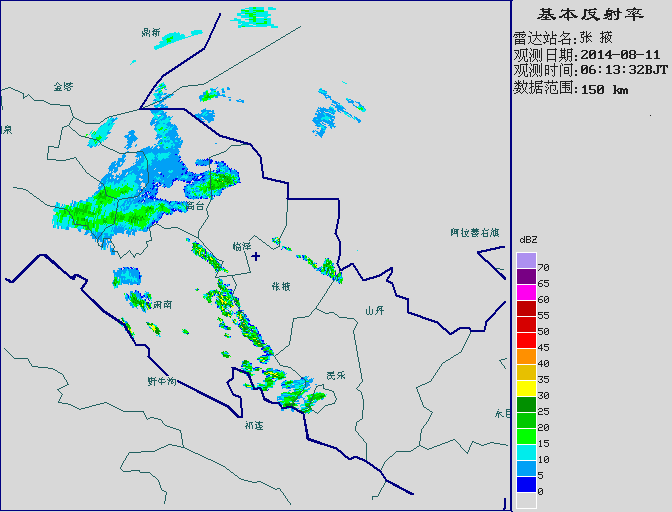 基本反射率
雷达站名:张 掖
观测日期:2014-08-11
观测时间:06:13:32BJT
数据范围:150 km
鼎新
金塔
泉
高台
临泽
阿拉善右旗
张掖
肃南
山丹
民乐
野牛沟
祁连
永昌
dBZ
70
65
60
55
50
45
40
35
30
25
20
15
10
5
0